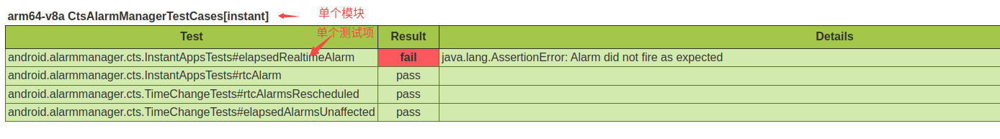 arm64-v8a CtsAlarmManagerTestCases[instant] 单个模块
Test 单个测试项 Result Details
android.alarmmanager.cts.InstantAppsTests#elapsedRealtimeAlarm fail java.lang.AssertionError: Alarm did not fire as expected
android.alarmmanager.cts.InstantAppsTests#rtcAlarm pass
android.alarmmanager.cts.TimeChangeTests#rtcAlarmsRescheduled pass
android.alarmmanager.cts.TimeChangeTests#elapsedAlarmsUnaffected pass